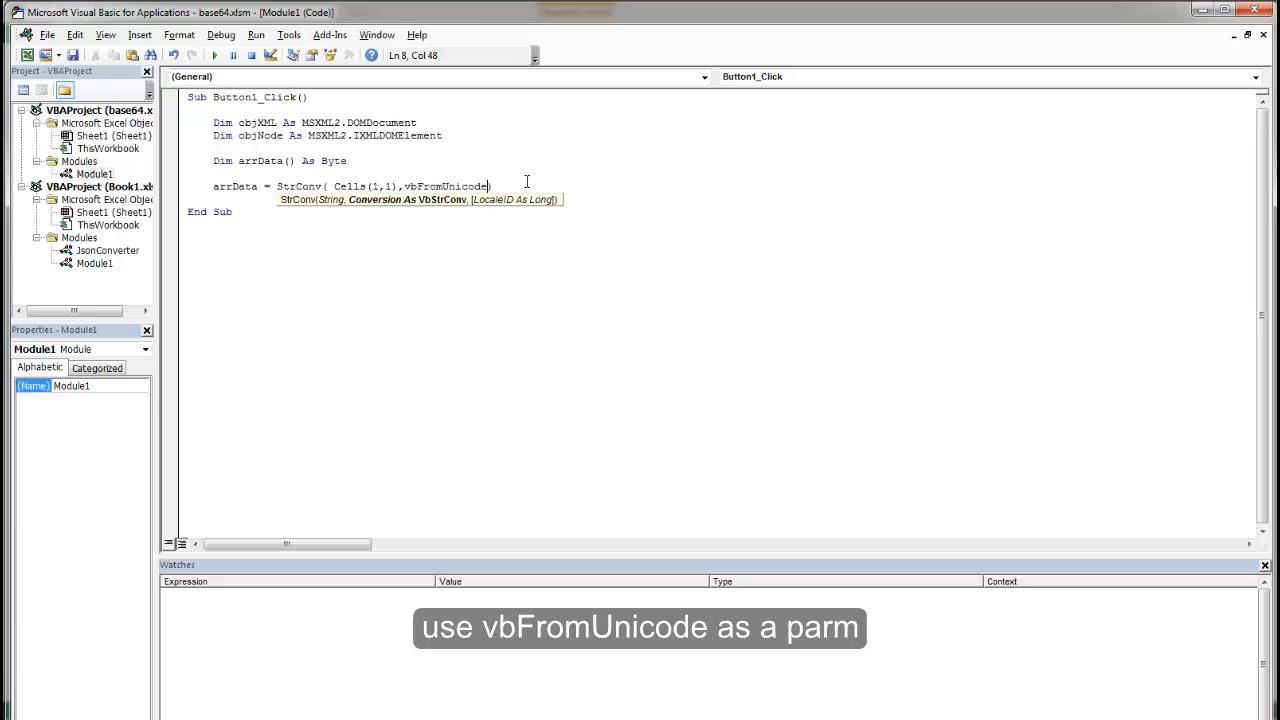 Microsoft Visual Basic for Applications - base64.xlsm - [Module1 (Code)]
File Edit View Insert Format Debug Run Tools Add-Ins Window Help
Ln 8, Col 48
Project - VBAProject
(General)
Button1_Click
VBAProject (base64.x
Microsoft Excel Objec
Sheet1 (Sheet1)
ThisWorkbook
Modules
Module1
VBAProject (Book1.xls
Microsoft Excel Objec
Sheet1 (Sheet1)
ThisWorkbook
Modules
JsonConverter
Module1
Sub Button1_Click()
Dim objXML As MSXML2.DOMDocument
Dim objNode As MSXML2.IXMLDOMElement
Dim arrData() As Byte
arrData = StrConv( Cells(1,1),vbFromUnicode)
StrConv(String, Conversion As VbStrConv, [LocaleID As Long])
End Sub
Properties - Module1
Module1 Module
Alphabetic Categorized
(Name) Module1
Watches
Expression Value Type Context
use vbFromUnicode as a parm